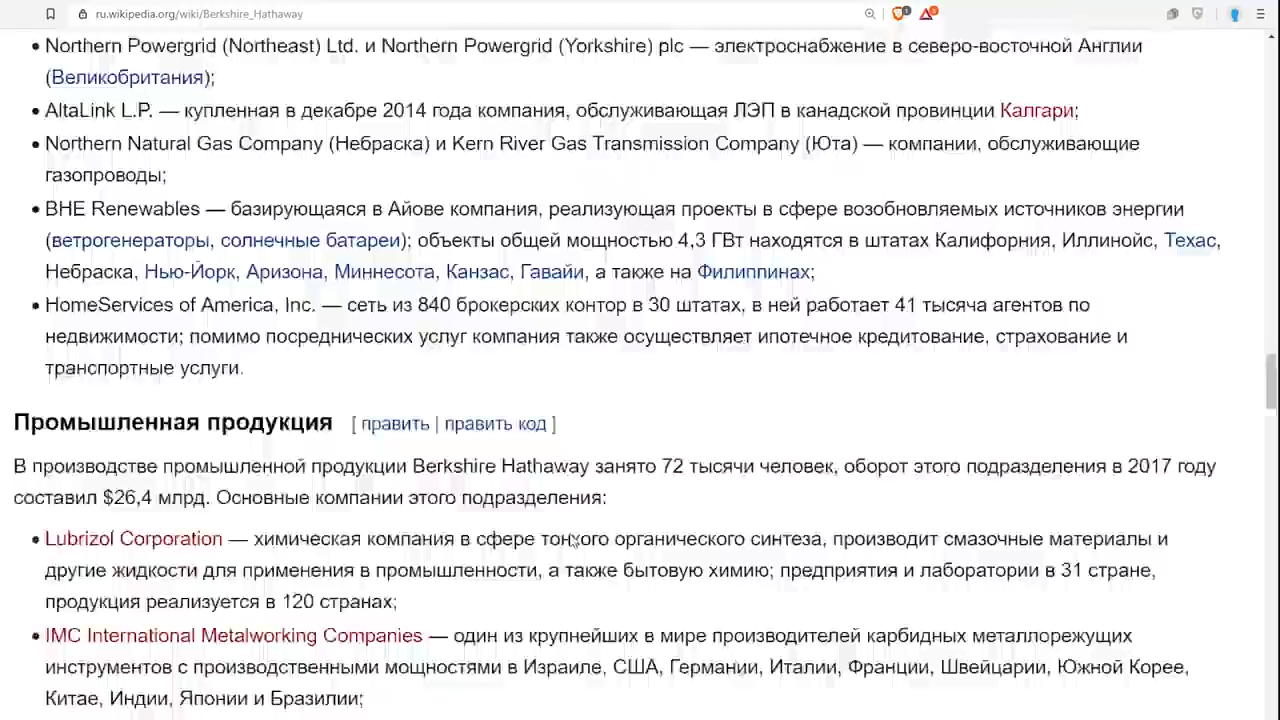 ru.wikipedia.org/wiki/Berkshire_Hathaway
Northern Powergrid (Northeast) Ltd. и Northern Powergrid (Yorkshire) plc — электроснабжение в северо-восточной Англии
(Великобритания);
AltaLink L.P. — купленная в декабре 2014 года компания, обслуживающая ЛЭП в канадской провинции Калгари;
Northern Natural Gas Company (Небраска) и Kern River Gas Transmission Company (Юта) — компании, обслуживающие
газопроводы;
BHE Renewables — базирующаяся в Айове компания, реализующая проекты в сфере возобновляемых источников энергии
(ветрогенераторы, солнечные батареи); объекты общей мощностью 4,3 ГВт находятся в штатах Калифорния, Иллинойс, Техас,
Небраска, Нью-Йорк, Аризона, Миннесота, Канзас, Гавайи, а также на Филиппинах;
HomeServices of America, Inc. — сеть из 840 брокерских контор в 30 штатах, в ней работает 41 тысяча агентов по
недвижимости; помимо посреднических услуг компания также осуществляет ипотечное кредитование, страхование и
транспортные услуги.
Промышленная продукция [ править | править код ]
В производстве промышленной продукции Berkshire Hathaway занято 72 тысячи человек, оборот этого подразделения в 2017 году
составил $26,4 млрд. Основные компании этого подразделения:
Lubrizol Corporation — химическая компания в сфере тонкого органического синтеза, производит смазочные материалы и
другие жидкости для применения в промышленности, а также бытовую химию; предприятия и лаборатории в 31 стране,
продукция реализуется в 120 странах;
IMC International Metalworking Companies — один из крупнейших в мире производителей карбидных металлорежущих
инструментов с производственными мощностями в Израиле, США, Германии, Италии, Франции, Швейцарии, Южной Корее,
Китае, Индии, Японии и Бразилии;